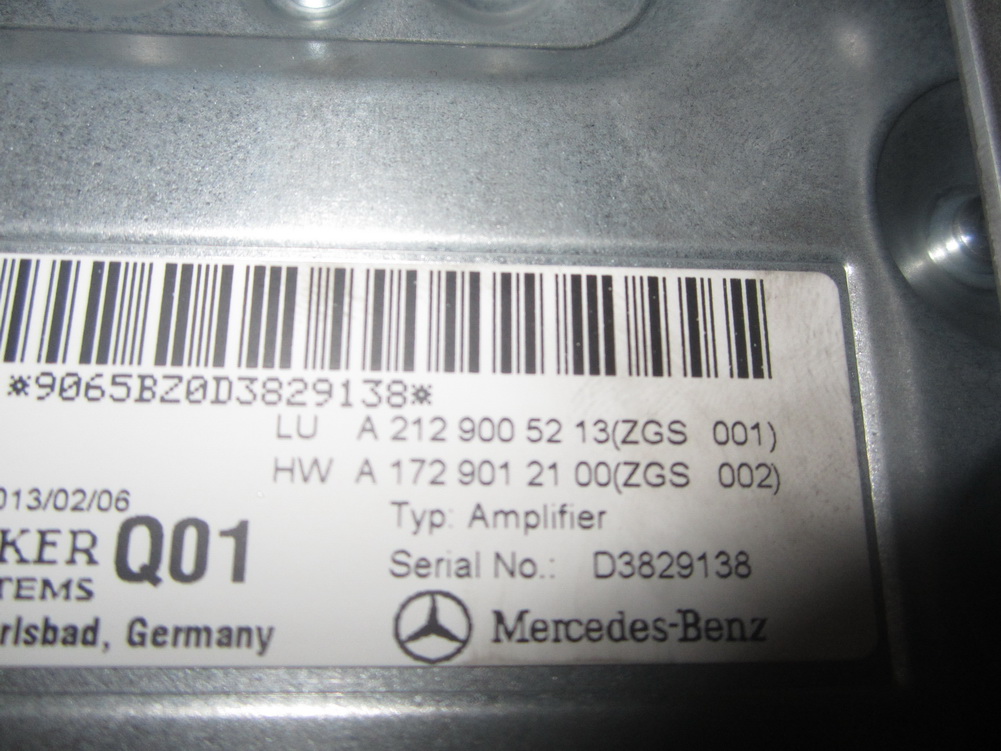 *9065BZ0D3829138*
LU A 212 900 52 13(ZGS 001)
HW A 172 901 21 00(ZGS 002)
013/02/06
Typ: Amplifier
KER Q01
TEMS
Serial No.: D3829138
rlsbad, Germany
Mercedes-Benz